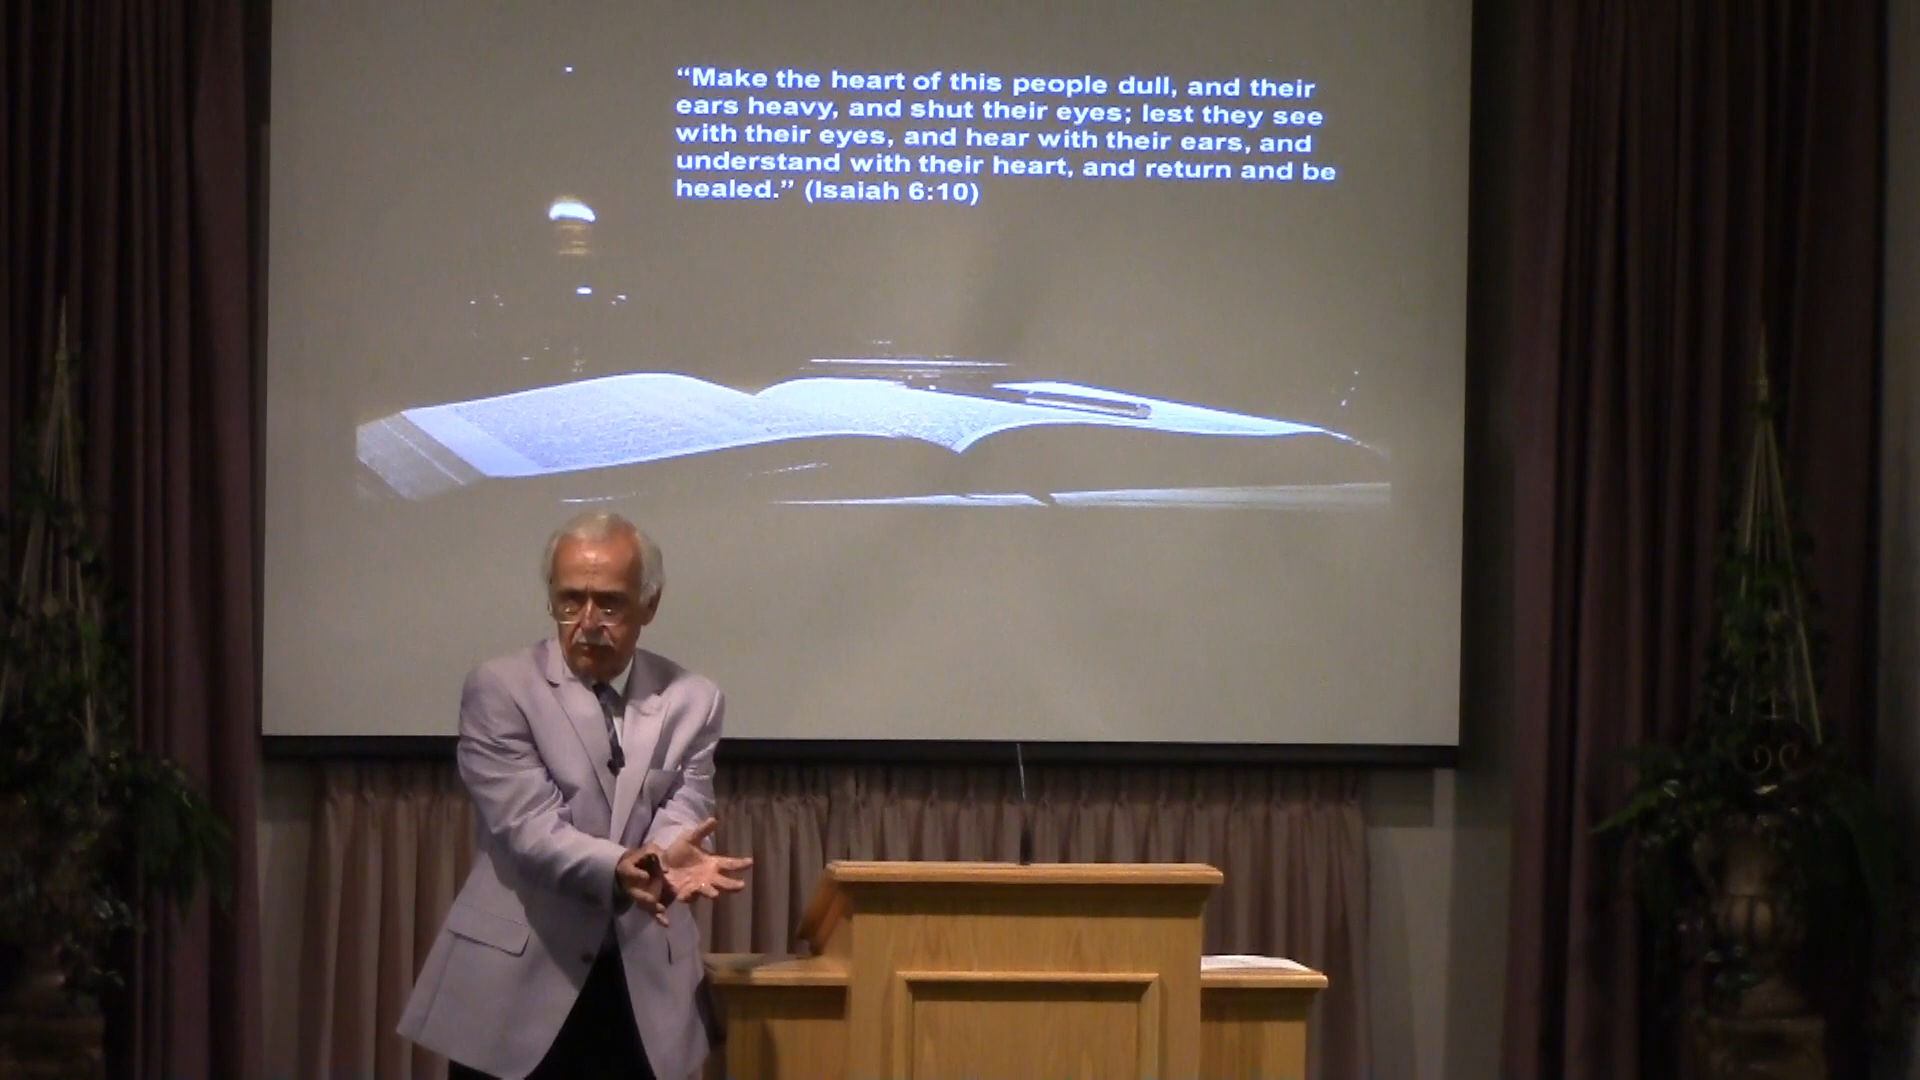 “Make the heart of this people dull, and their
ears heavy, and shut their eyes; lest they see
with their eyes, and hear with their ears, and
understand with their heart, and return and be
healed.” (Isaiah 6:10)